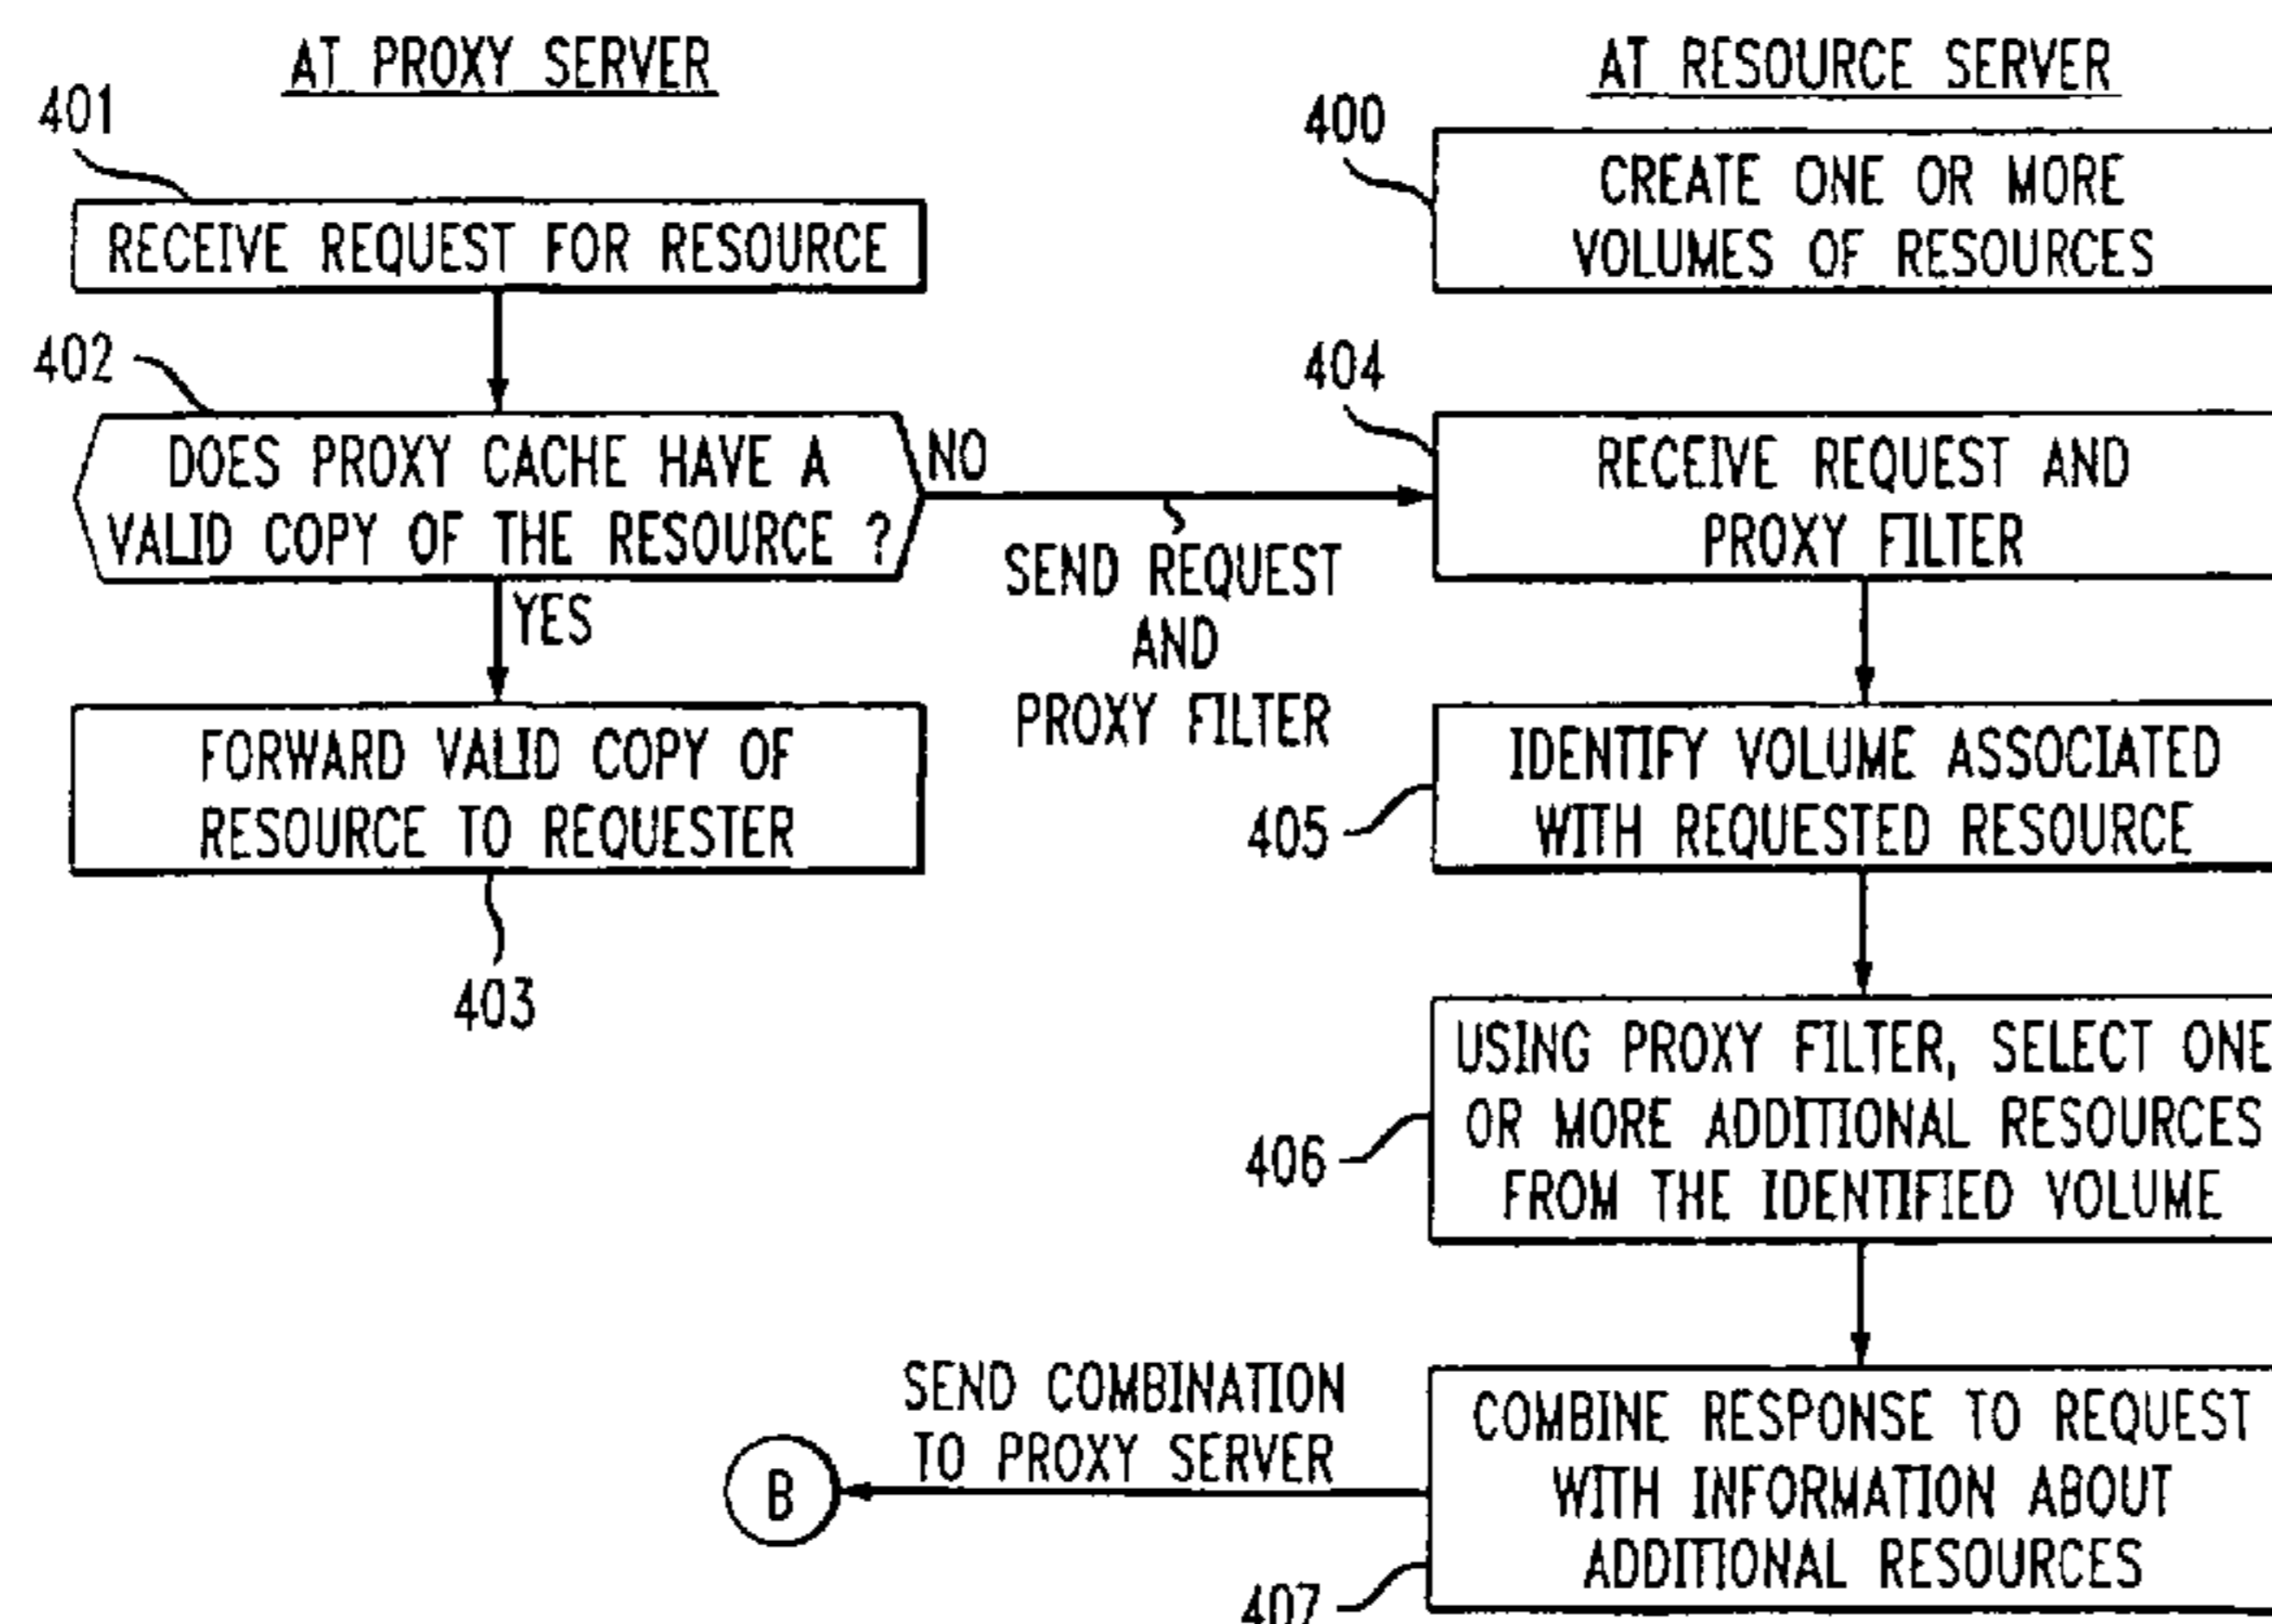 AT PROXY SERVER
401
RECEIVE REQUEST FOR RESOURCE
402
DOES PROXY CACHE HAVE A
VALID COPY OF THE RESOURCE ?
NO
YES
SEND REQUEST
AND
PROXY FILTER
FORWARD VALID COPY OF
RESOURCE TO REQUESTER
403
AT RESOURCE SERVER
400
CREATE ONE OR MORE
VOLUMES OF RESOURCES
404
RECEIVE REQUEST AND
PROXY FILTER
IDENTIFY VOLUME ASSOCIATED
WITH REQUESTED RESOURCE
405
USING PROXY FILTER, SELECT ONE
OR MORE ADDITIONAL RESOURCES
FROM THE IDENTIFIED VOLUME
406
COMBINE RESPONSE TO REQUEST
WITH INFORMATION ABOUT
ADDITIONAL RESOURCES
407
SEND COMBINATION
TO PROXY SERVER
B